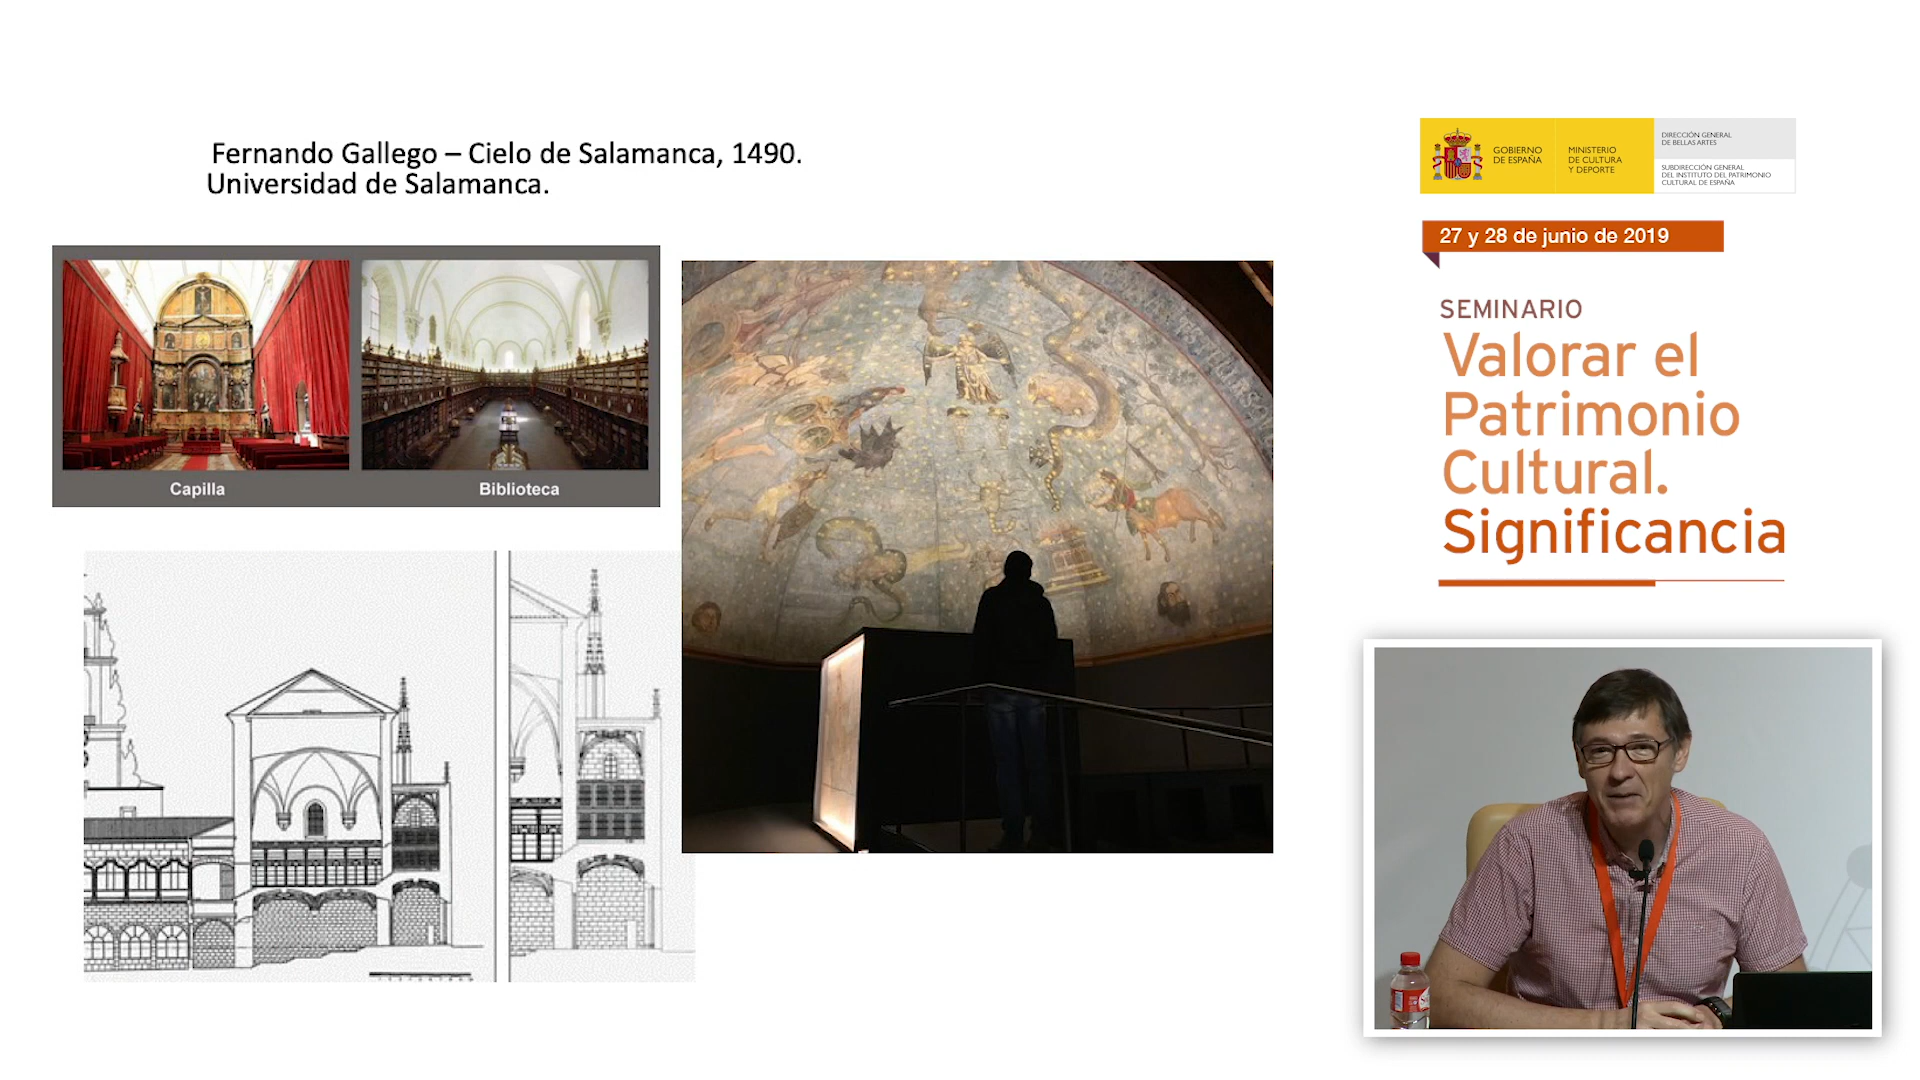 Fernando Gallego – Cielo de Salamanca, 1490.
Universidad de Salamanca.
Capilla
Biblioteca
GOBIERNO
DE ESPAÑA
MINISTERIO
DE CULTURA
Y DEPORTE
DIRECCIÓN GENERAL
DE BELLAS ARTES
SUBDIRECCIÓN GENERAL
DEL INSTITUTO DEL PATRIMONIO
CULTURAL DE ESPAÑA
27 y 28 de junio de 2019
SEMINARIO
Valorar el
Patrimonio
Cultural.
Significancia